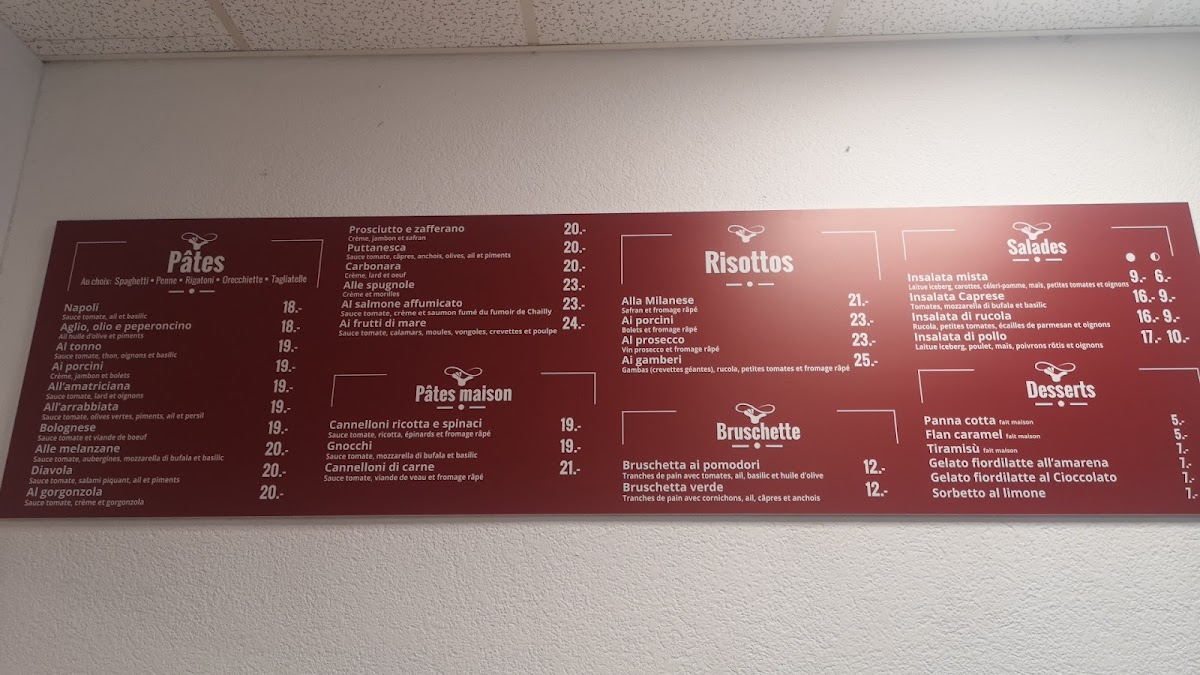 Pâtes
Au choix: Spaghetti • Penne • Rigatoni • Orecchiette • Tagliatelle
Napoli 18.-
Sauce tomate, ail et basilic
Aglio, olio e peperoncino 18.-
Ail huile d'olive et piments
Al tonno 19.-
Sauce tomate, thon, oignons et basilic
Ai porcini 19.-
Crème, jambon et bolets
All'amatriciana 19.-
Sauce tomate, lard et oignons
All'arrabbiata 19.-
Sauce tomate, olives vertes, piments, ail et persil
Bolognese 19.-
Sauce tomate et viande de boeuf
Alle melanzane 20.-
Sauce tomate, aubergines, mozzarella di bufala et basilic
Diavola 20.-
Sauce tomate, salami piquant, ail et piments
Al gorgonzola 20.-
Sauce tomate, crème et gorgonzola
Prosciutto e zafferano 20.-
Crème, jambon et safran
Puttanesca 20.-
Sauce tomate, câpres, anchois, olives, ail et piments
Carbonara 20.-
Crème, lard et oeuf
Alle spugnole 23.-
Crème et morilles
Al salmone affumicato 23.-
Sauce tomate, crème et saumon fumé du fumoir de Chailly
Ai frutti di mare 24.-
Sauce tomate, calamars, moules, vongoles, crevettes et poulpe
Pâtes maison
Cannelloni ricotta e spinaci 19.-
Sauce tomate, ricotta, épinards et fromage râpé
Gnocchi 19.-
Sauce tomate, mozzarella di bufala et basilic
Cannelloni di carne 21.-
Sauce tomate, viande de veau et fromage râpé
Risottos
Alla Milanese 21.-
Safran et fromage râpé
Ai porcini 23.-
Bolets et fromage râpé
Al prosecco 23.-
Vin prosecco et fromage râpé
Ai gamberi 25.-
Gambas (crevettes géantes), rucola, petites tomates et fromage râpé
Bruschette
Bruschetta ai pomodori 12.-
Tranches de pain avec tomates, ail, basilic et huile d'olive
Bruschetta verde 12.-
Tranches de pain avec cornichons, ail, câpres et anchois
Salades
Insalata mista 9.- 6.-
Laitue iceberg, carottes, céleri-pomme, maïs, petites tomates et oignons
Insalata Caprese 16.- 9.-
Tomates, mozzarella di bufala et basilic
Insalata di rucola 16.- 9.-
Rucola, petites tomates, écailles de parmesan et oignons
Insalata di pollo 17.- 10.-
Laitue iceberg, poulet, maïs, poivrons rôtis et oignons
Desserts
Panna cotta fait maison 5.-
Flan caramel fait maison 5.-
Tiramisù fait maison 7.-
Gelato fiordilatte all'amarena 7.-
Gelato fiordilatte al Cioccolato 7.-
Sorbetto al limone 7.-